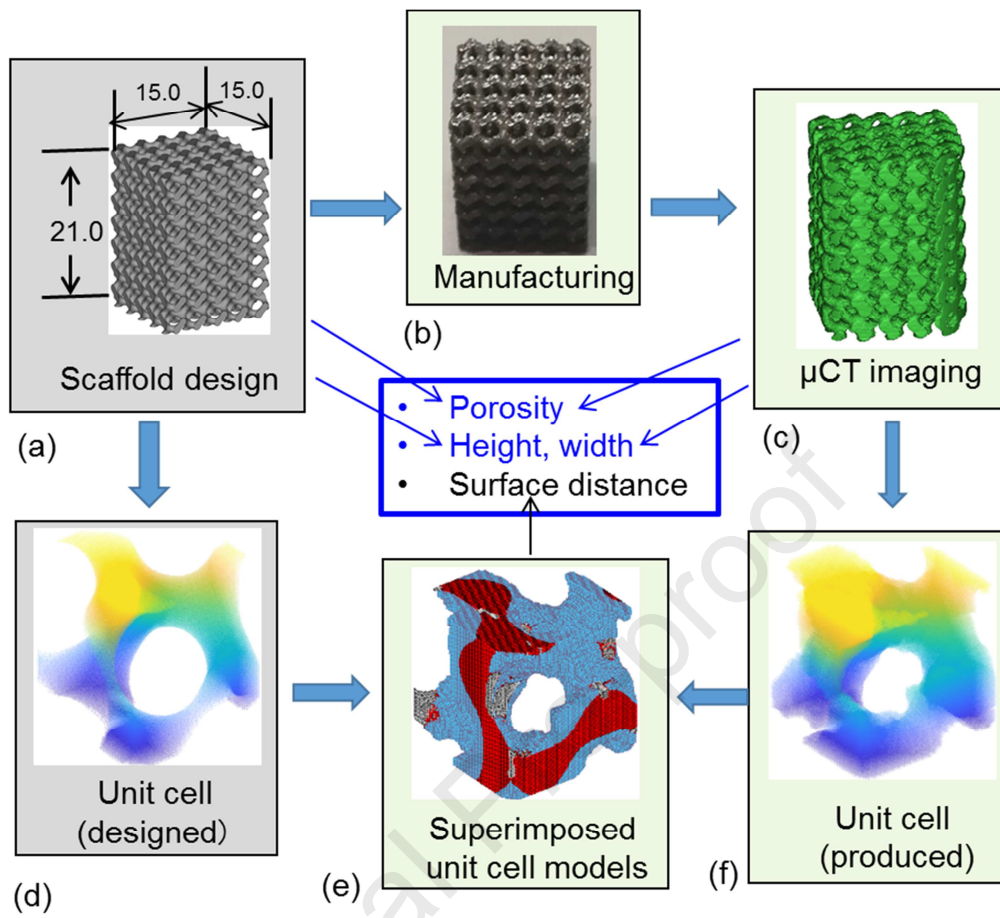 15.0
15.0
21.0
Scaffold design
(a)
Manufacturing
(b)
µCT imaging
(c)
• Porosity
• Height, width
• Surface distance
Unit cell
(designed)
(d)
Superimposed
unit cell models
(e)
Unit cell
(produced)
(f)
proof